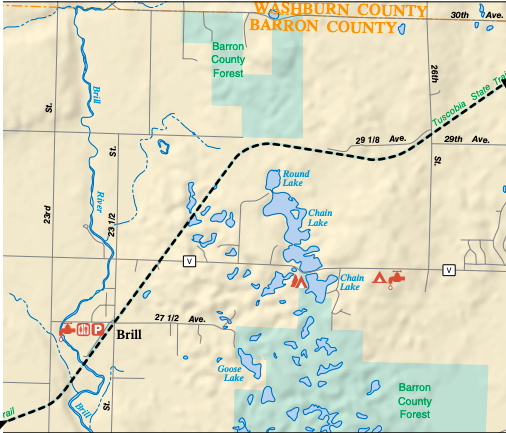 WASHBURN COUNTY
BARRON COUNTY
30th Ave.
Barron
County
Forest
26th
St.
Tuscobia State Trail
29 1/8 Ave.
29th Ave.
Brill
River
St.
23rd
St.
23 1/2
Round
Lake
Chain
Lake
V
V
Chain
Lake
27 1/2 Ave.
P
Brill
Goose
Lake
Barron
County
Forest
St.
Brill
rail